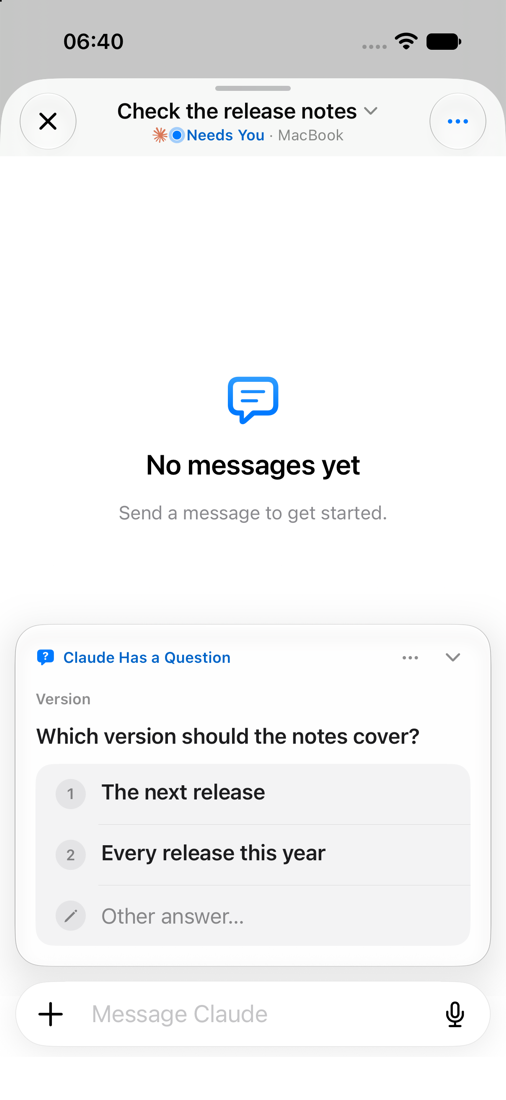 06:40
Check the release notes
Needs You · MacBook
No messages yet
Send a message to get started.
Claude Has a Question
Version
Which version should the notes cover?
1 The next release
2 Every release this year
Other answer...
Message Claude